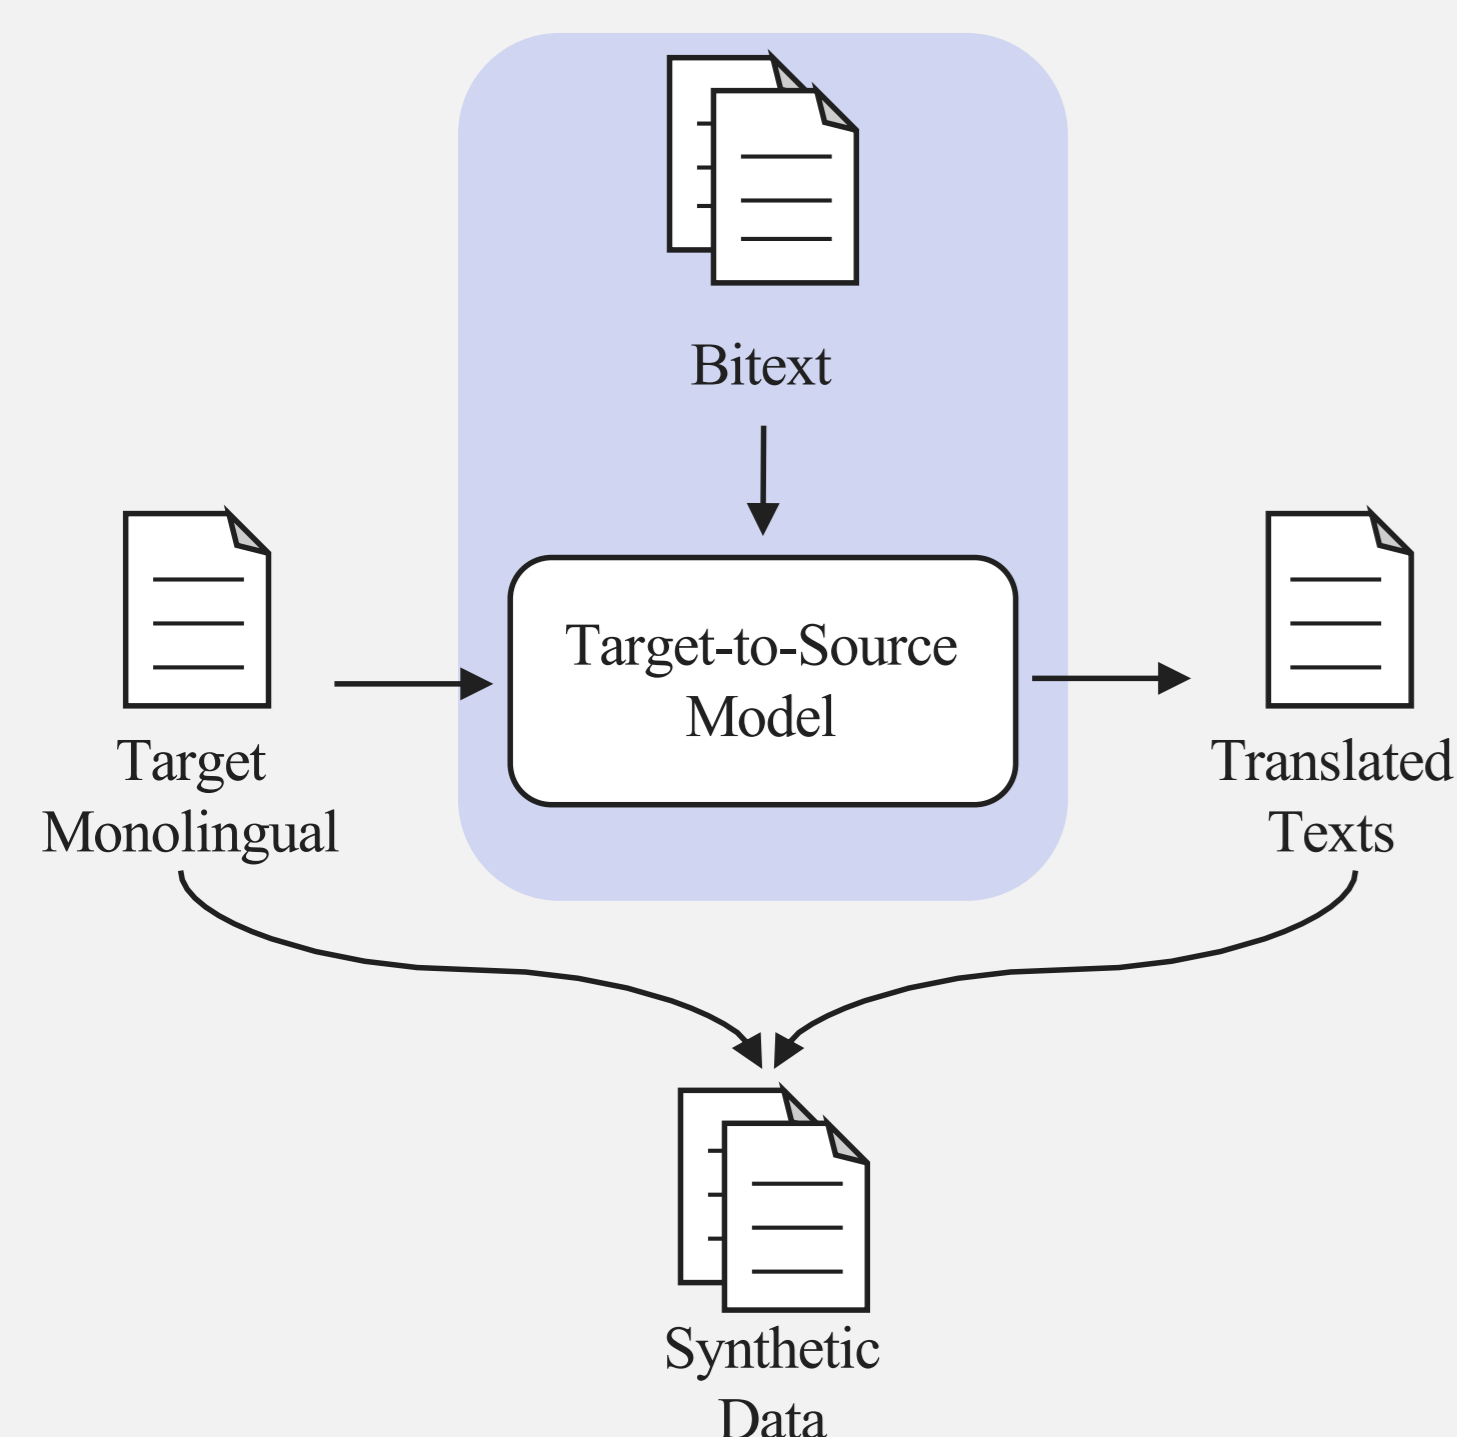 Bitext
Target-to-Source
Model
Target
Monolingual
Translated
Texts
Synthetic
Data